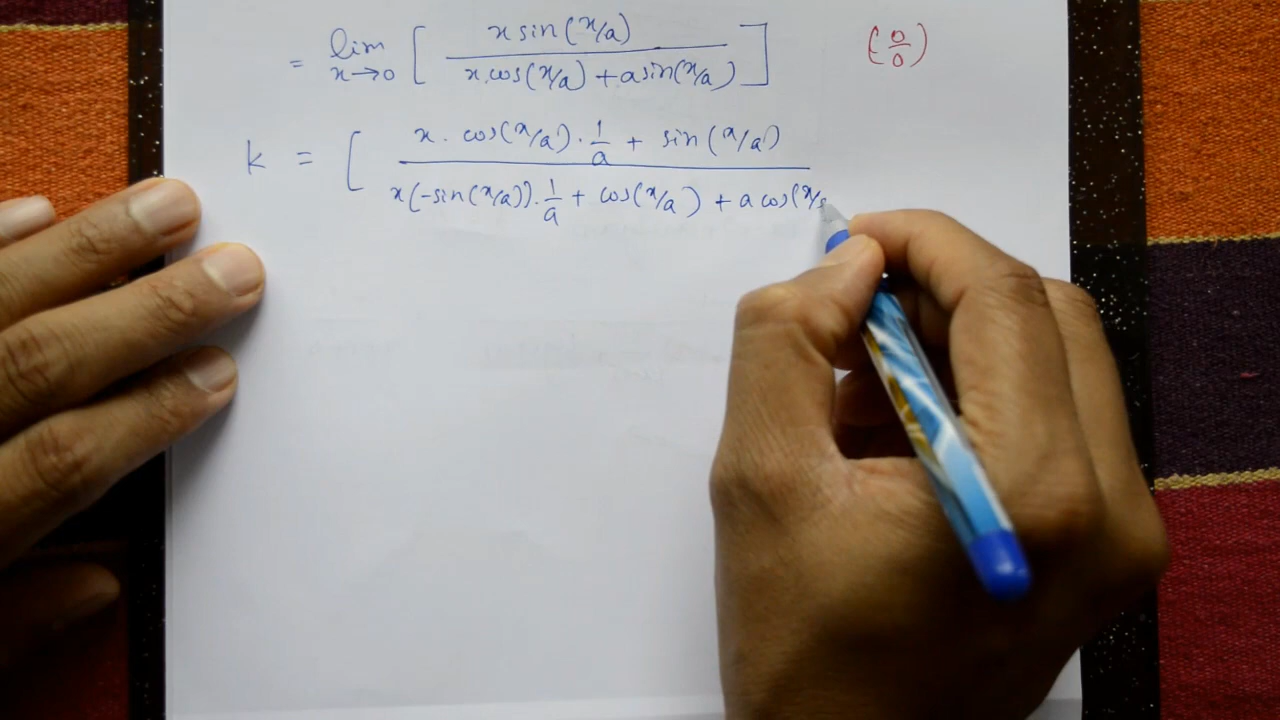 = lim x→0 [ x sin(x/a) / x.cos(x/a) + a sin(x/a) ] (0/0)
k = [ x . cos(x/a) . 1/a + sin(x/a) / x(-sin(x/a)) . 1/a + cos(x/a) + a cos(x/